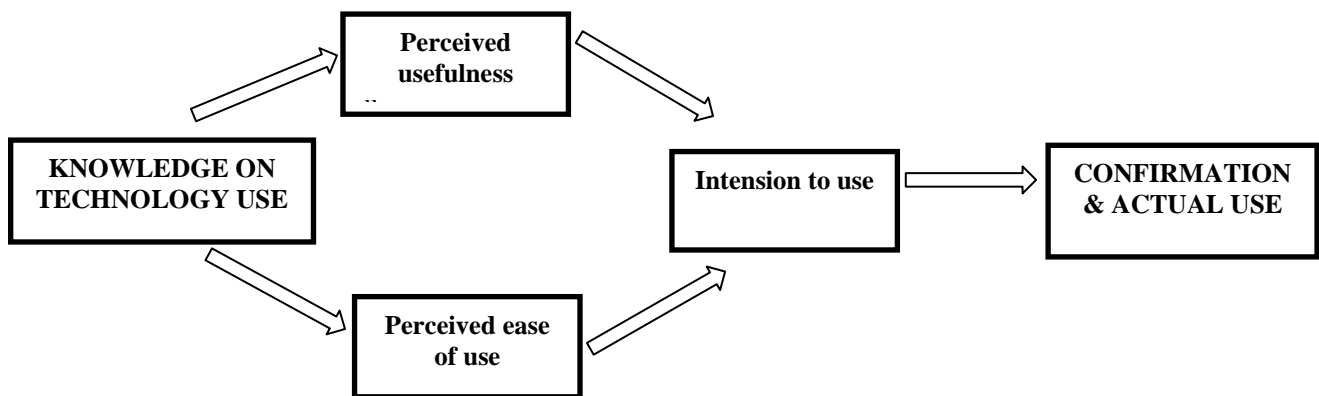 Perceived
usefulness
KNOWLEDGE ON
TECHNOLOGY USE
Intension to use
CONFIRMATION
& ACTUAL USE
Perceived ease
of use